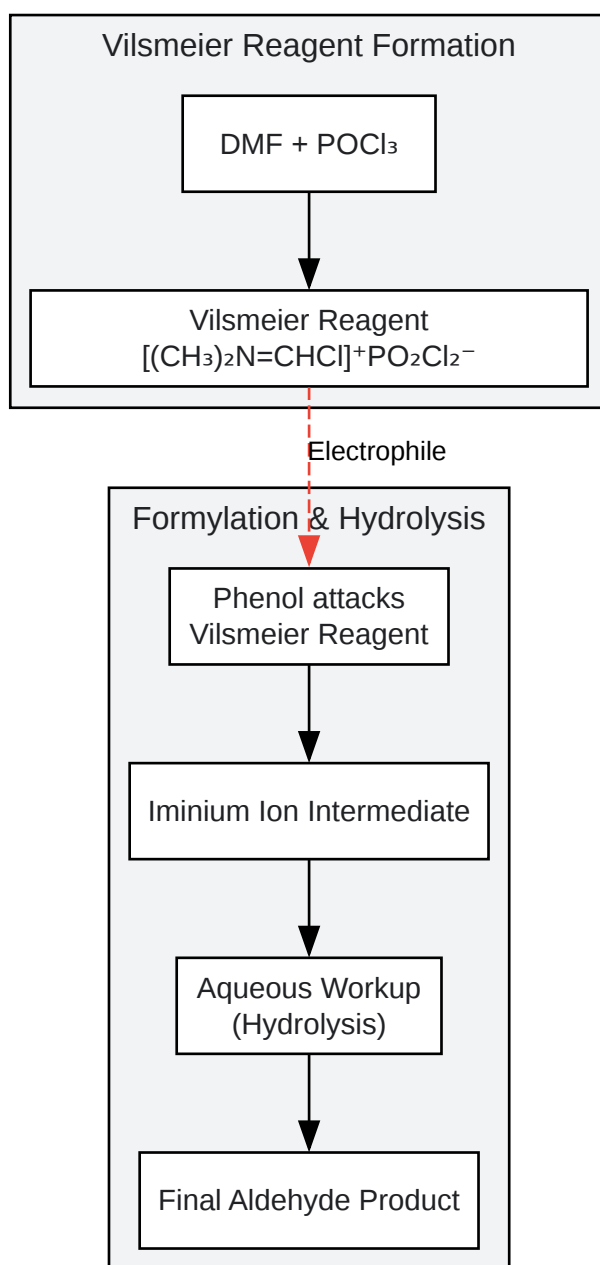 Vilsmeier Reagent Formation
DMF + POCl₃
Vilsmeier Reagent
[(CH₃)₂N=CHCl]⁺PO₂Cl₂⁻
Electrophile
Formylation & Hydrolysis
Phenol attacks
Vilsmeier Reagent
Iminium Ion Intermediate
Aqueous Workup
(Hydrolysis)
Final Aldehyde Product